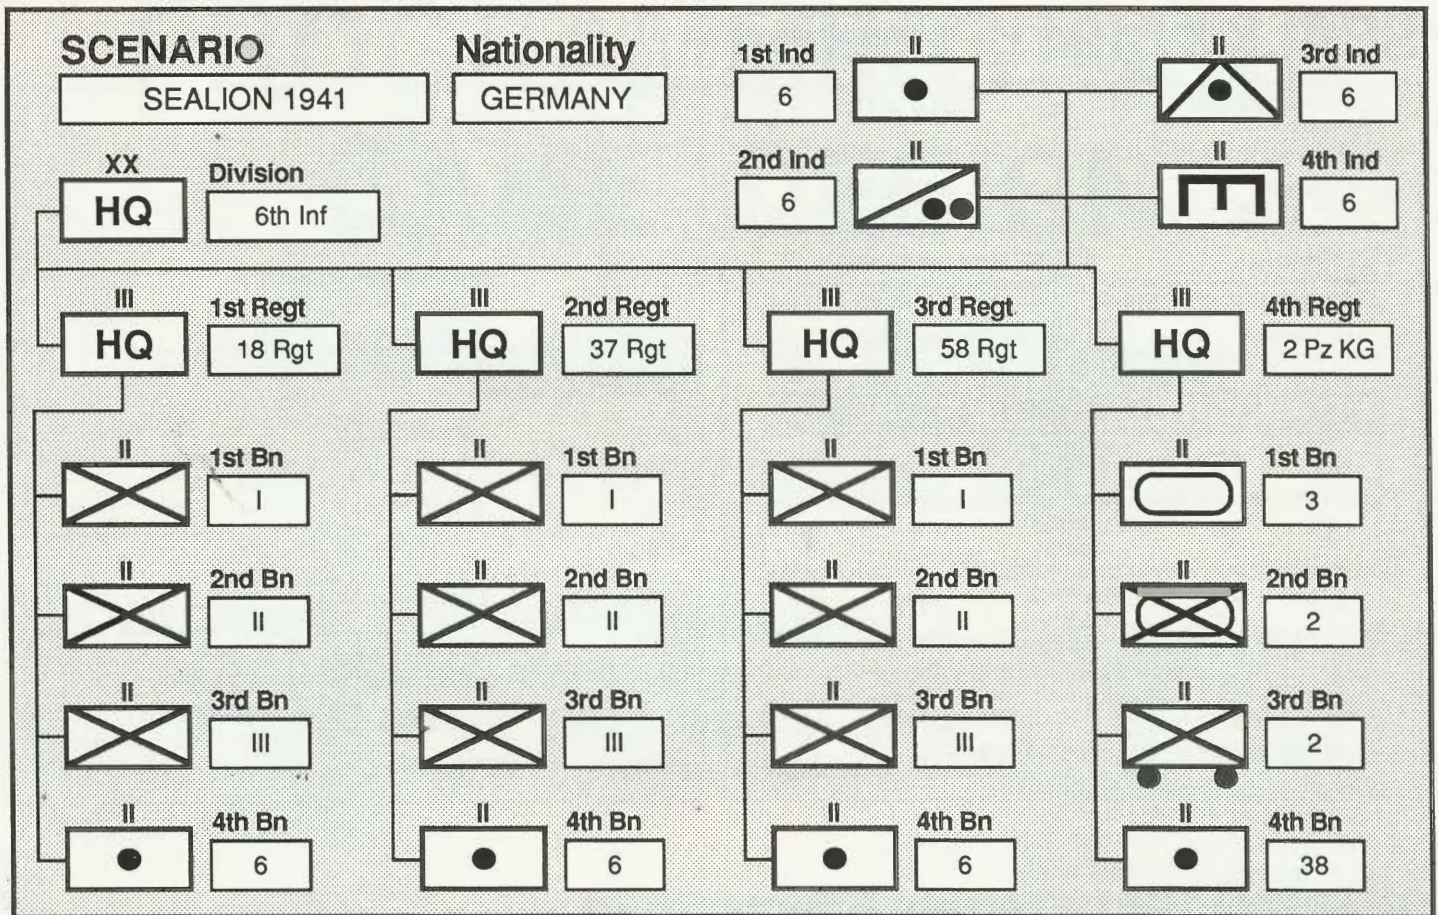 SCENARIO
SEALION 1941
Nationality
GERMANY
1st Ind
6
II
II
3rd Ind
6
2nd Ind
6
II
II
4th Ind
6
XX
HQ
Division
6th Inf
III
HQ
1st Regt
18 Rgt
III
HQ
2nd Regt
37 Rgt
III
HQ
3rd Regt
58 Rgt
III
HQ
4th Regt
2 Pz KG
II
1st Bn
I
II
1st Bn
I
II
1st Bn
I
II
1st Bn
3
II
2nd Bn
II
II
2nd Bn
II
II
2nd Bn
II
II
2nd Bn
2
II
3rd Bn
III
II
3rd Bn
III
II
3rd Bn
III
II
3rd Bn
2
II
4th Bn
6
II
4th Bn
6
II
4th Bn
6
II
4th Bn
38